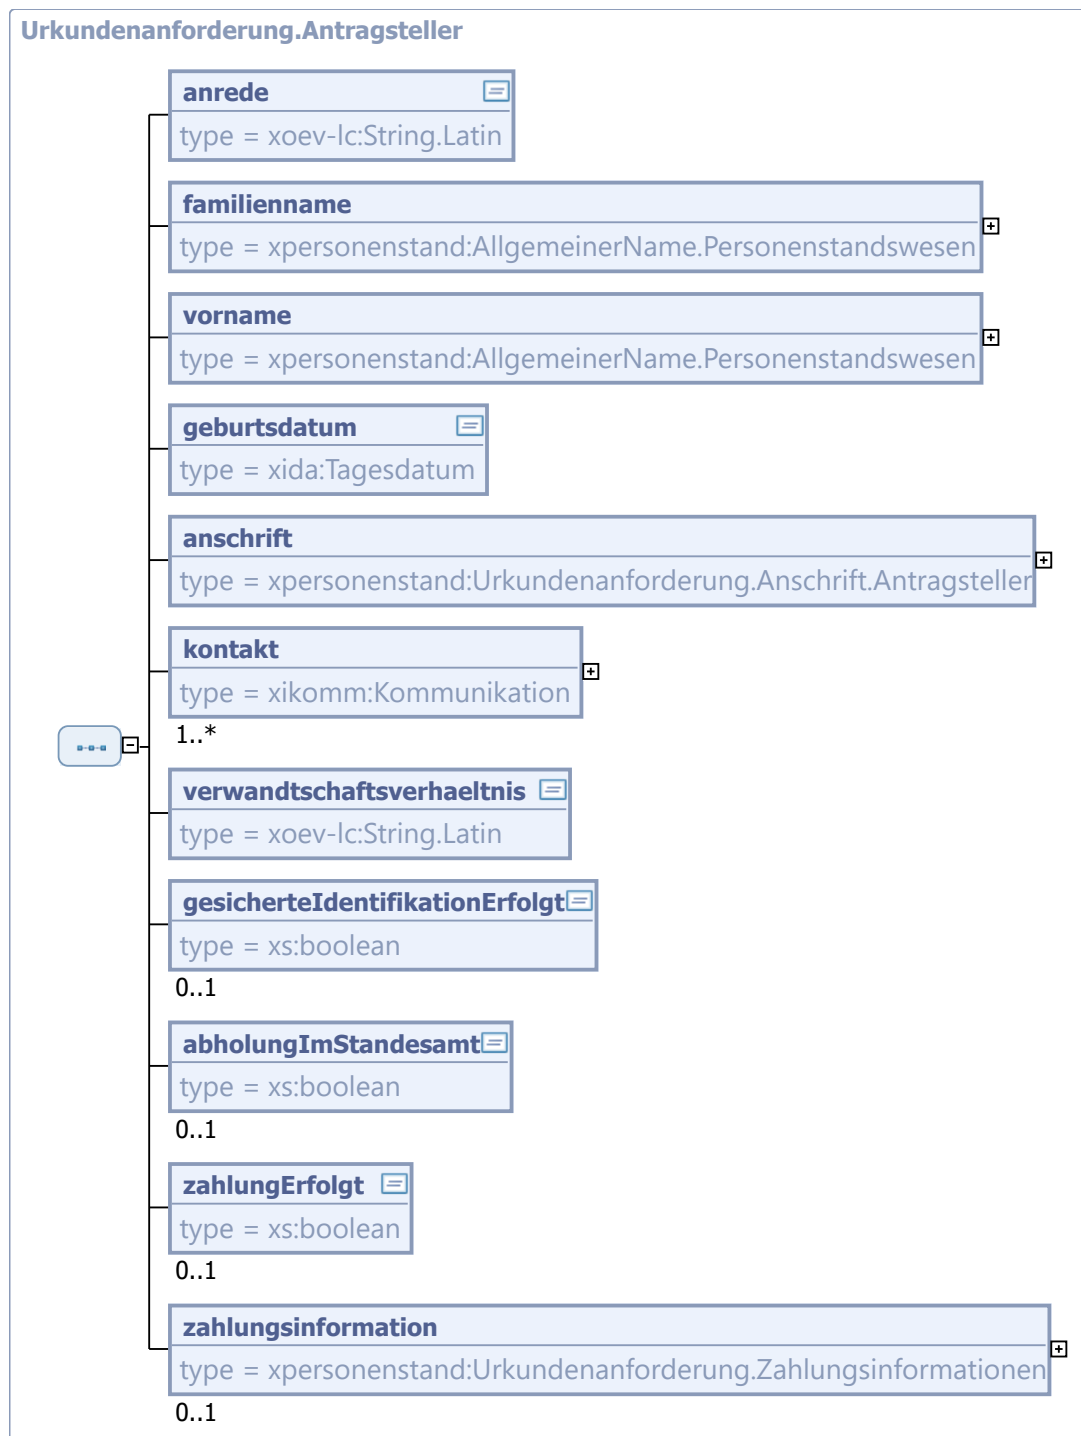 Urkundenanforderung.Antragsteller
anrede
type = xoev-lc:String.Latin
familienname
type = xpersonenstand:AllgemeinerName.Personenstandswesen
vorname
type = xpersonenstand:AllgemeinerName.Personenstandswesen
geburtsdatum
type = xida:Tagesdatum
anschrift
type = xpersonenstand:Urkundenanforderung.Anschrift.Antragsteller
kontakt
type = xikomm:Kommunikation
1..*
verwandtschaftsverhaeltnis
type = xoev-lc:String.Latin
gesicherteIdentifikationErfolgt
type = xs:boolean
0..1
abholungImStandesamt
type = xs:boolean
0..1
zahlungErfolgt
type = xs:boolean
0..1
zahlungsinformation
type = xpersonenstand:Urkundenanforderung.Zahlungsinformationen
0..1